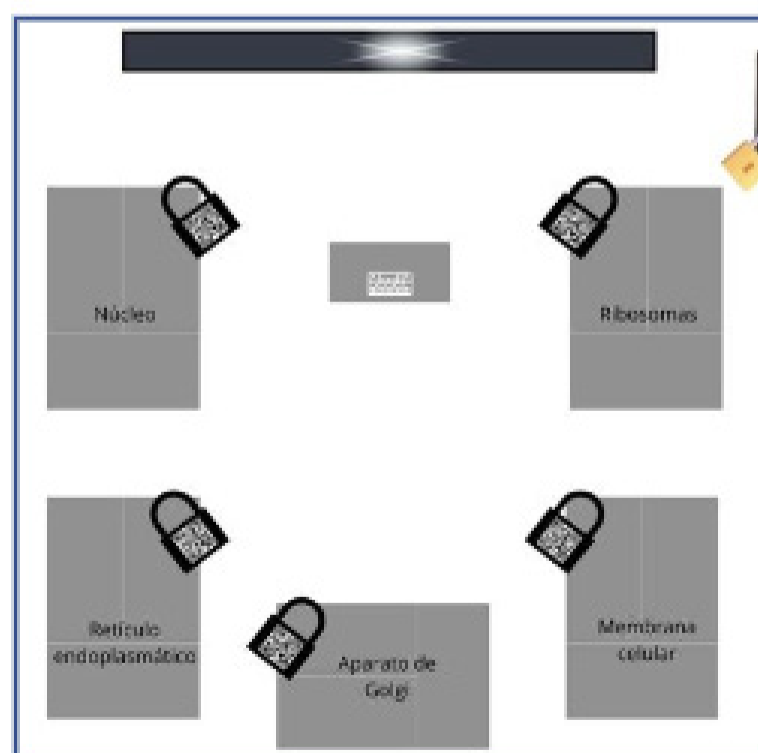 Núcleo
Ribosomas
Retículo
endoplasmático
Aparato de
Golgi
Membrana
celular